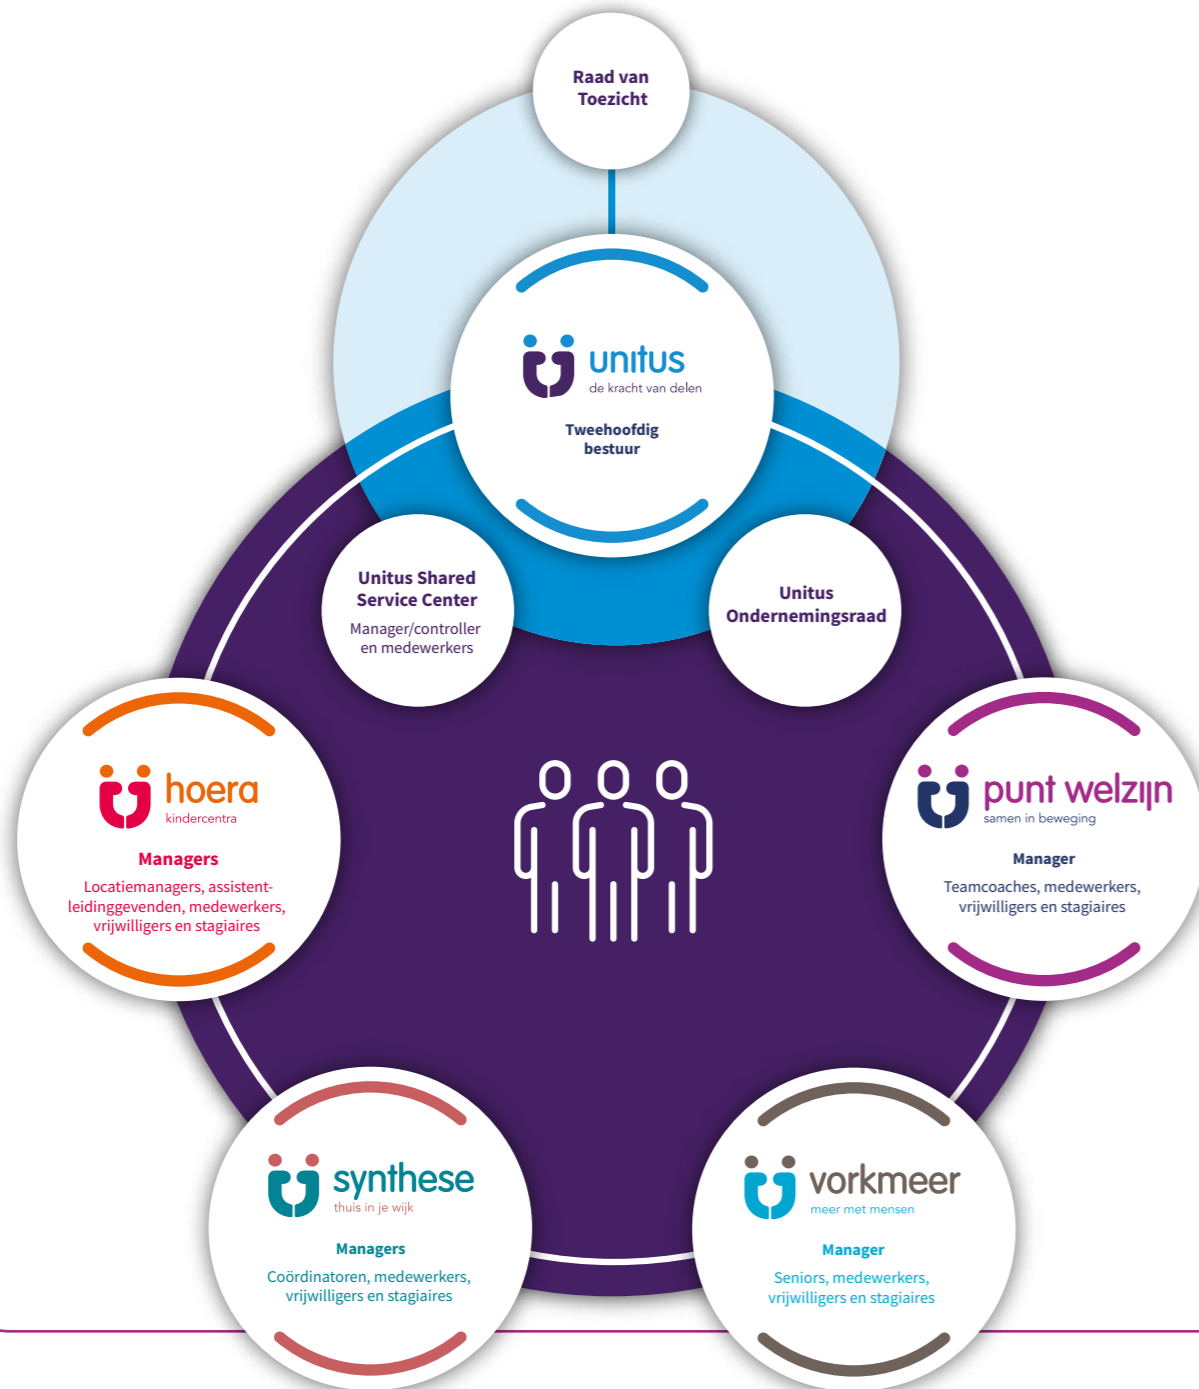 Raad van
Toezicht
unitus
de kracht van delen
Tweehoofdig
bestuur
Unitus Shared
Service Center
Manager/controller
en medewerkers
Unitus
Ondernemingsraad
hoera
kindercentra
Managers
Locatiemanagers, assistent-
leidinggevenden, medewerkers,
vrijwilligers en stagiaires
punt welzijn
samen in beweging
Manager
Teamcoaches, medewerkers,
vrijwilligers en stagiaires
synthese
thuis in je wijk
Managers
Coördinatoren, medewerkers,
vrijwilligers en stagiaires
vorkmeer
meer met mensen
Manager
Seniors, medewerkers,
vrijwilligers en stagiaires